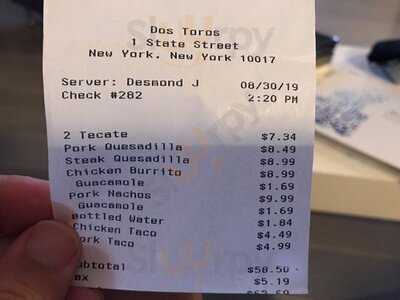 Dos Toros
1 State Street
New York, New York 10017
Server: Desmond J 08/30/19
Check #282 2:20 PM
2 Tecate $7.34
Pork Quesadilla $8.49
Steak Quesadilla $8.99
Chicken Burrito $8.99
Guacamole $1.69
Pork Nachos $9.99
Guacamole $1.69
Bottled Water $1.84
Chicken Taco $4.49
ork Taco $4.99
ubtotal $58.50
ax $5.19